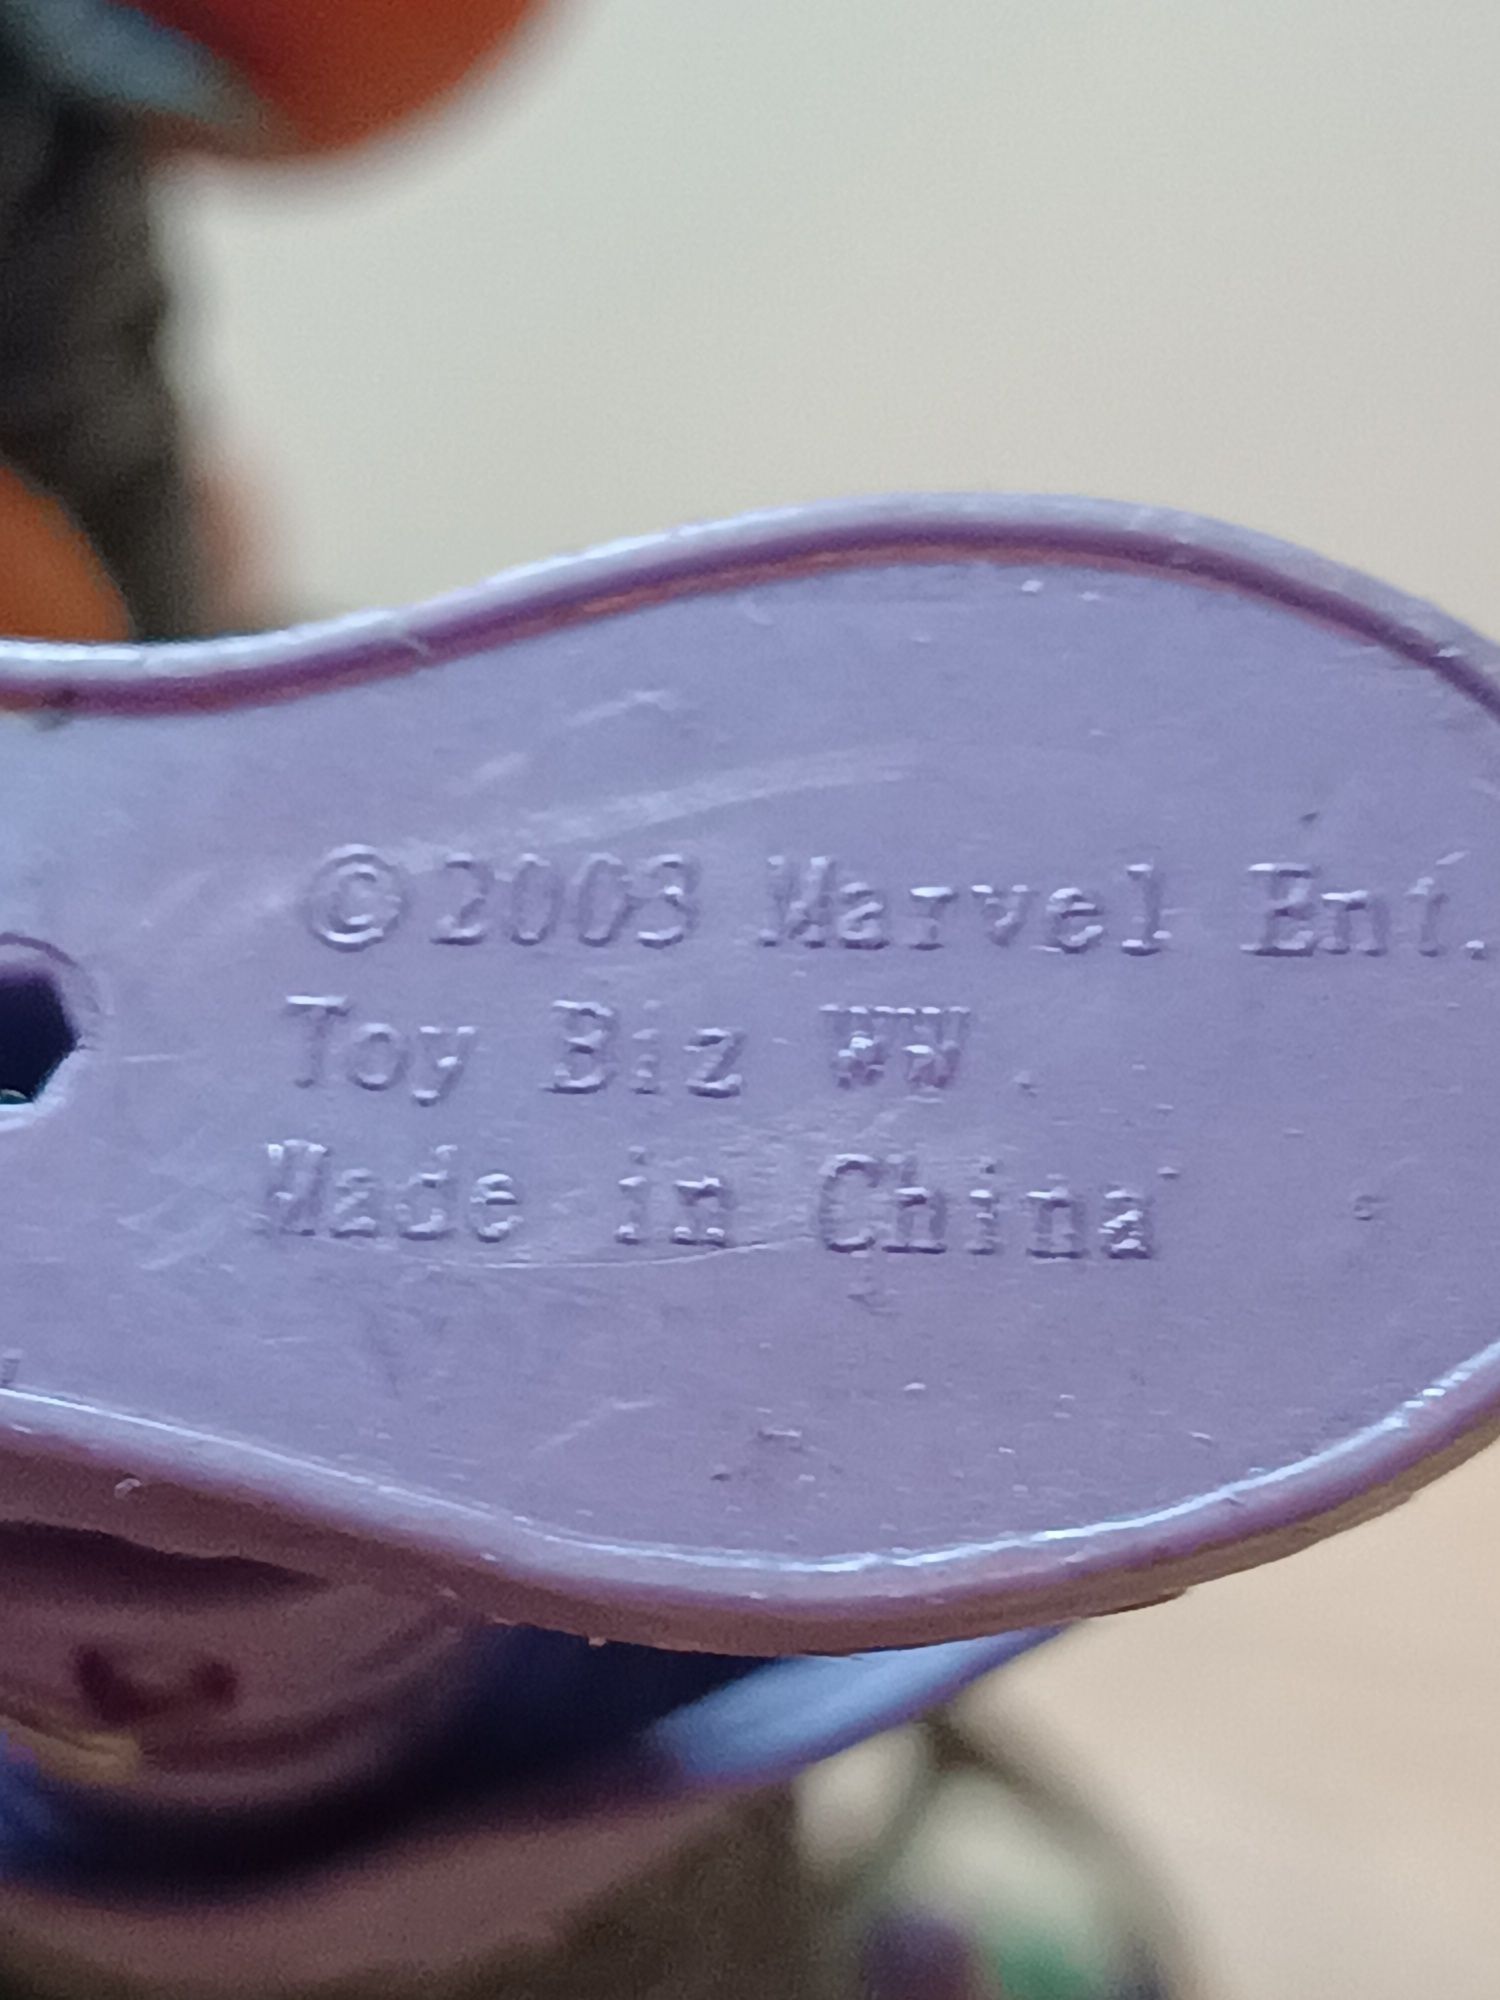 ©2003 Marvel Ent.
Toy Biz WW
Made in China